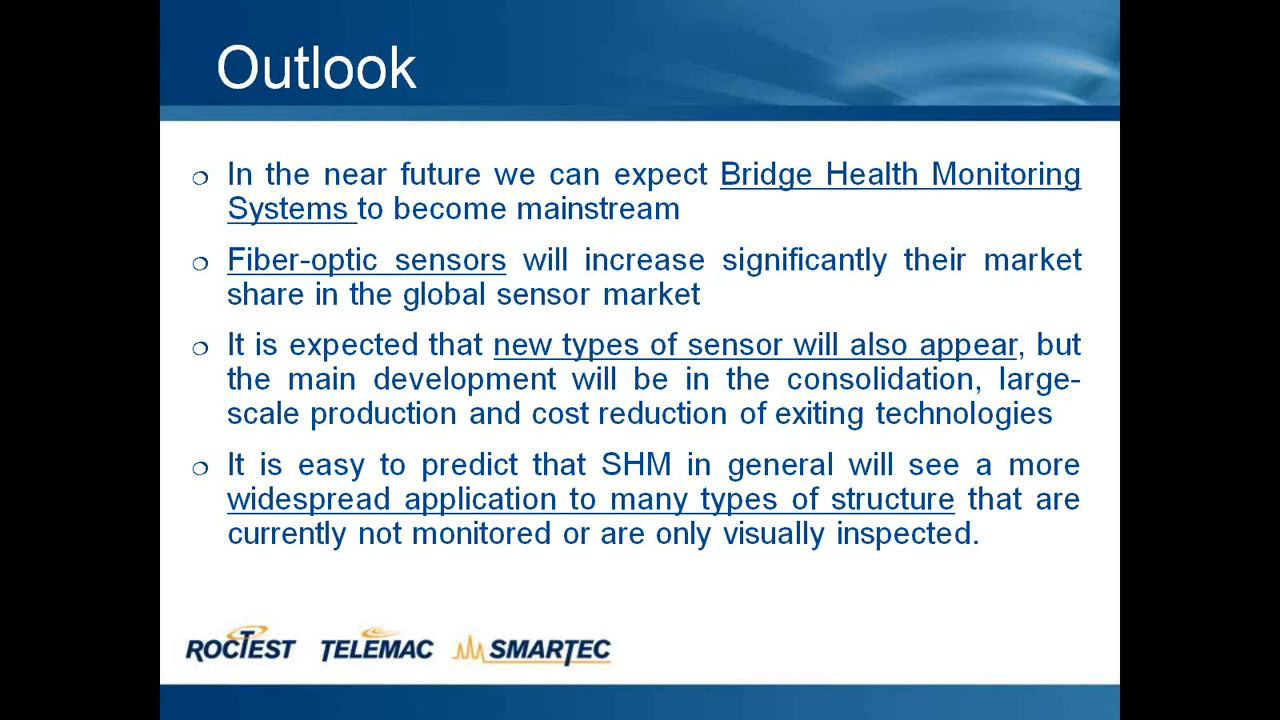 Outlook
In the near future we can expect Bridge Health Monitoring
Systems to become mainstream
Fiber-optic sensors will increase significantly their market
share in the global sensor market
It is expected that new types of sensor will also appear, but
the main development will be in the consolidation, large-
scale production and cost reduction of exiting technologies
It is easy to predict that SHM in general will see a more
widespread application to many types of structure that are
currently not monitored or are only visually inspected.
ROCTEST TELEMAC SMARTEC